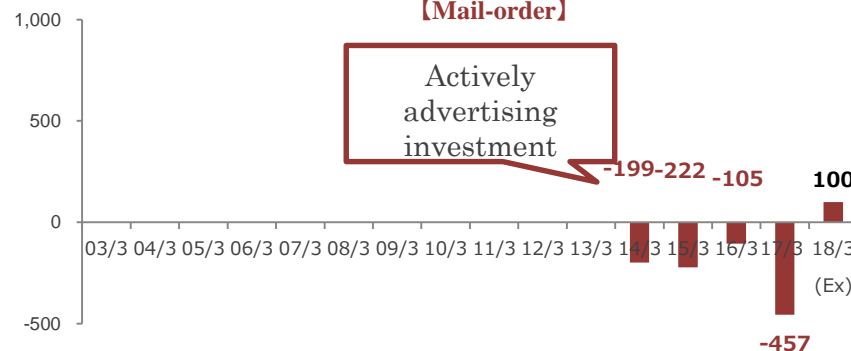 【Mail-order】
1,000
Actively
advertising
investment
500
-199 -222 -105 100
0
03/3 04/3 05/3 06/3 07/3 08/3 09/3 10/3 11/3 12/3 13/3 14/3 15/3 16/3 17/3 18/3
(Ex)
-500
-457